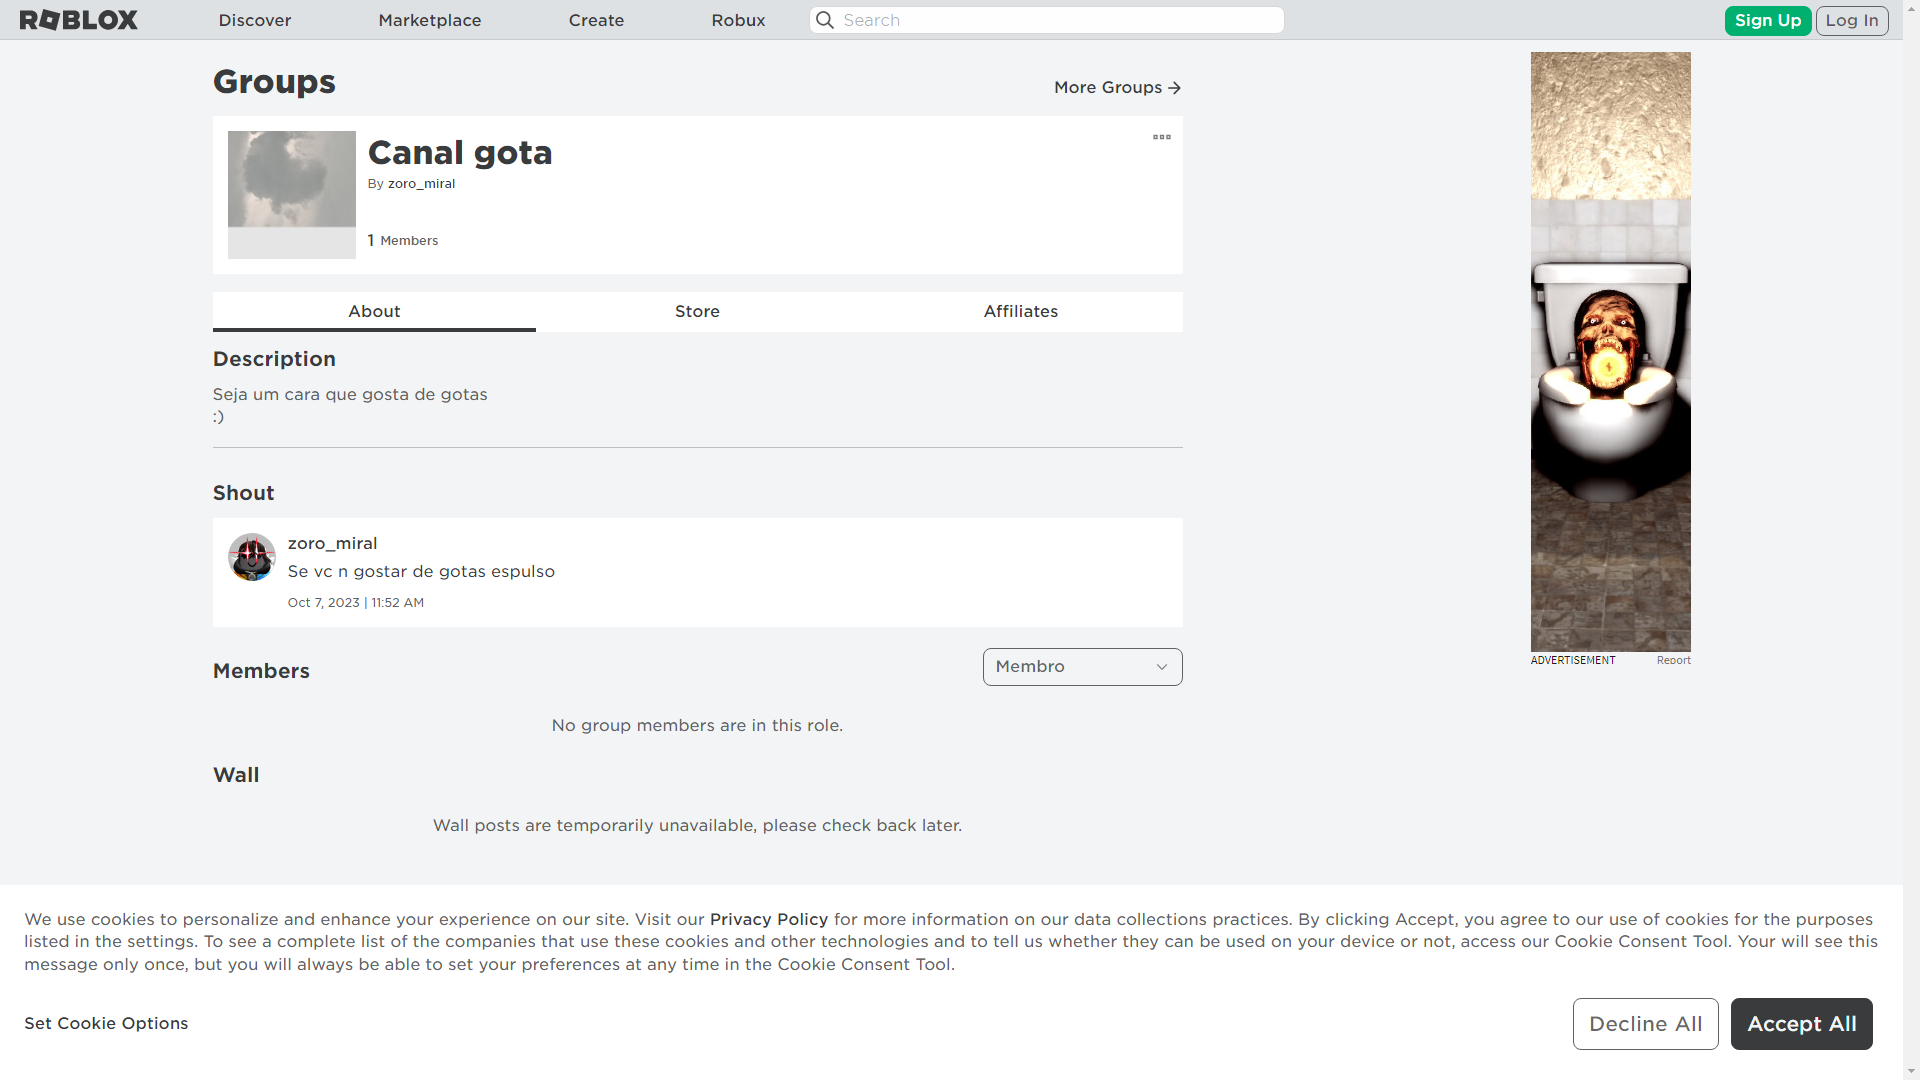 ROBLOX
Discover
Marketplace
Create
Robux
Search
Sign Up
Log In
Groups
More Groups
Canal gota
By zoro_miral
1 Members
About
Store
Affiliates
Description
Seja um cara que gosta de gotas
:)
Shout
zoro_miral
Se vc n gostar de gotas espulso
Oct 7, 2023 | 11:52 AM
Members
Membro
No group members are in this role.
Wall
Wall posts are temporarily unavailable, please check back later.
ADVERTISEMENT
Report
We use cookies to personalize and enhance your experience on our site. Visit our Privacy Policy for more information on our data collections practices. By clicking Accept, you agree to our use of cookies for the purposes
listed in the settings. To see a complete list of the companies that use these cookies and other technologies and to tell us whether they can be used on your device or not, access our Cookie Consent Tool. Your will see this
message only once, but you will always be able to set your preferences at any time in the Cookie Consent Tool.
Set Cookie Options
Decline All
Accept All